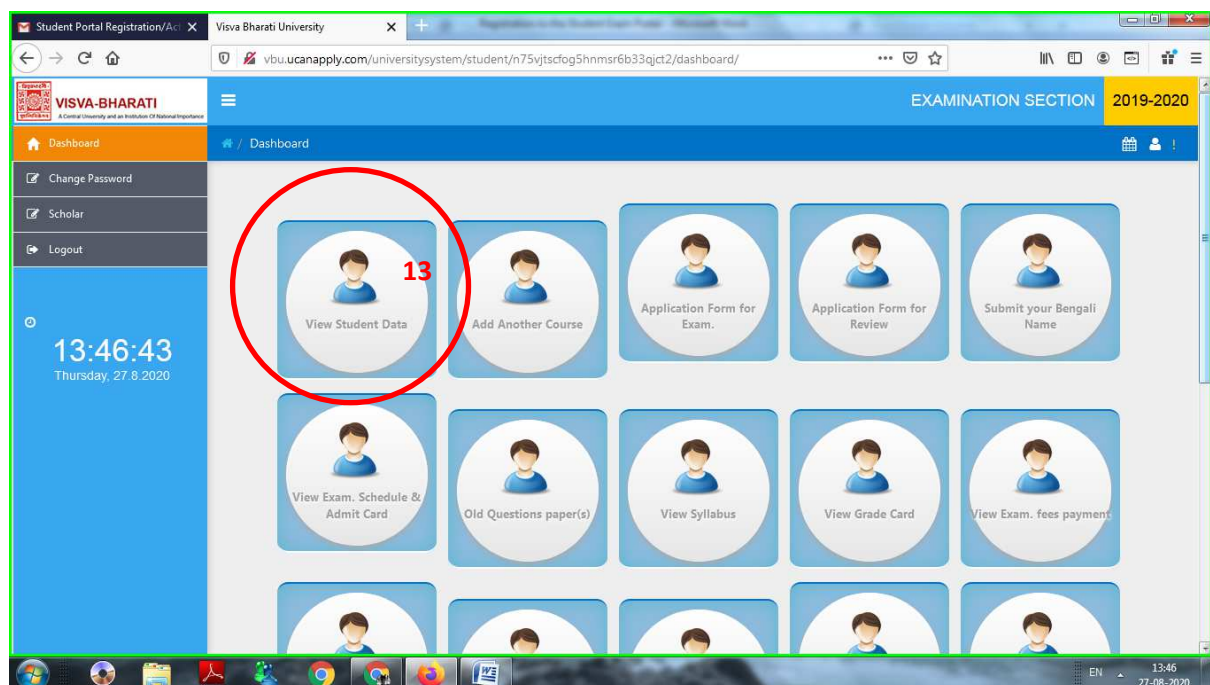 Student Portal Registration/Act
Visva Bharati University
vbu.ucanapply.com/universitysystem/student/n75vjtscfog5hnmsr6b33qjct2/dashboard/
VISVA-BHARATI
A Central University and an Institution Of National Importance
EXAMINATION SECTION 2019-2020
Dashboard
/ Dashboard
Change Password
Scholar
Logout
13:46:43
Thursday, 27.8.2020
13
View Student Data
Add Another Course
Application Form for
Exam.
Application Form for
Review
Submit your Bengali
Name
View Exam. Schedule &
Admit Card
Old Questions paper(s)
View Syllabus
View Grade Card
View Exam. fees payment
EN
13:46
27-08-2020